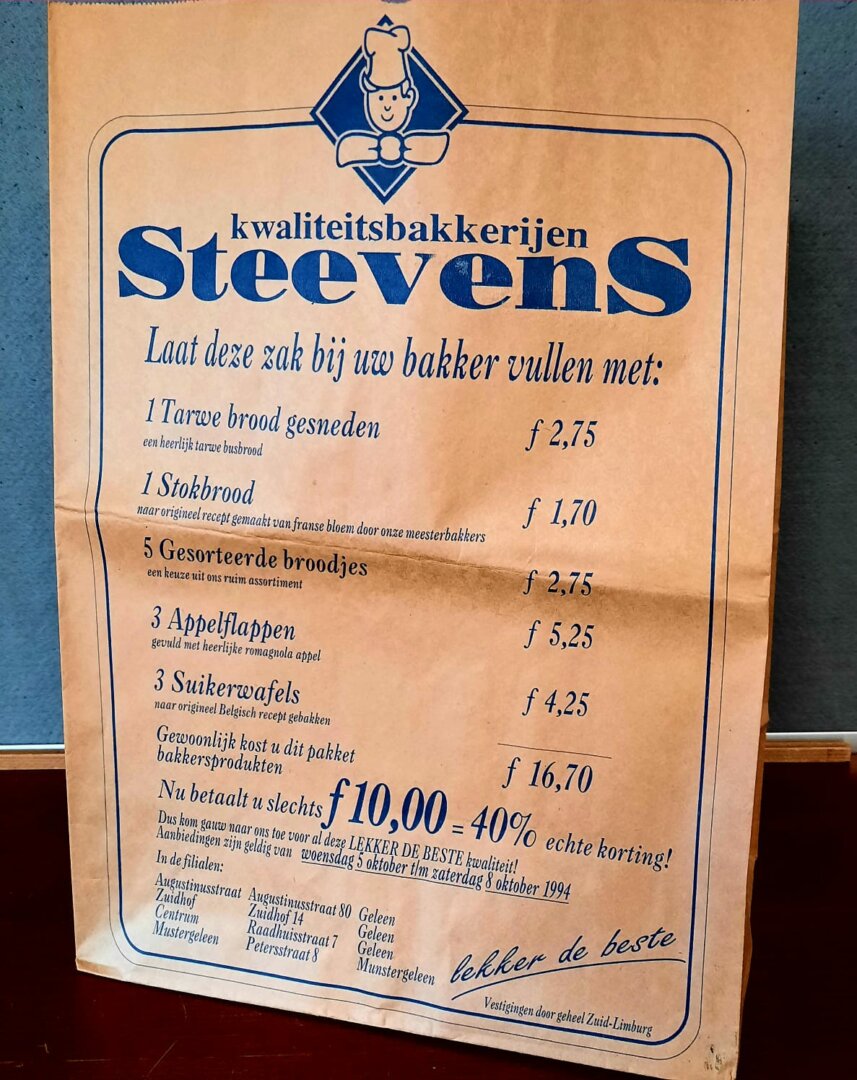 kwaliteitsbakkerijen
SteevenS
Laat deze zak bij uw bakker vullen met:
1 Tarwe brood gesneden f 2,75
een heerlijk tarwe busbrood
1 Stokbrood f 1,70
naar origineel recept gemaakt van franse bloem door onze meesterbakkers
5 Gesorteerde broodjes f 2,75
een keuze uit ons ruim assortiment
3 Appelflappen f 5,25
gevuld met heerlijke romagnola appel
3 Suikerwafels f 4,25
naar origineel Belgisch recept gebakken
Gewoonlijk kost u dit pakket
bakkersprodukten f 16,70
Nu betaalt u slechts f 10,00 = 40% echte korting!
Dus kom gauw naar ons toe voor al deze LEKKER DE BESTE kwaliteit!
Aanbiedingen zijn geldig van woensdag 5 oktober t/m zaterdag 8 oktober 1994
In de filialen:
Augustinusstraat Augustinusstraat 80 Geleen
Zuidhof Zuidhof 14 Geleen
Centrum Raadhuisstraat 7 Geleen
Mustergeleen Petersstraat 8 Munstergeleen
lekker de beste
Vestigingen door geheel Zuid-Limburg